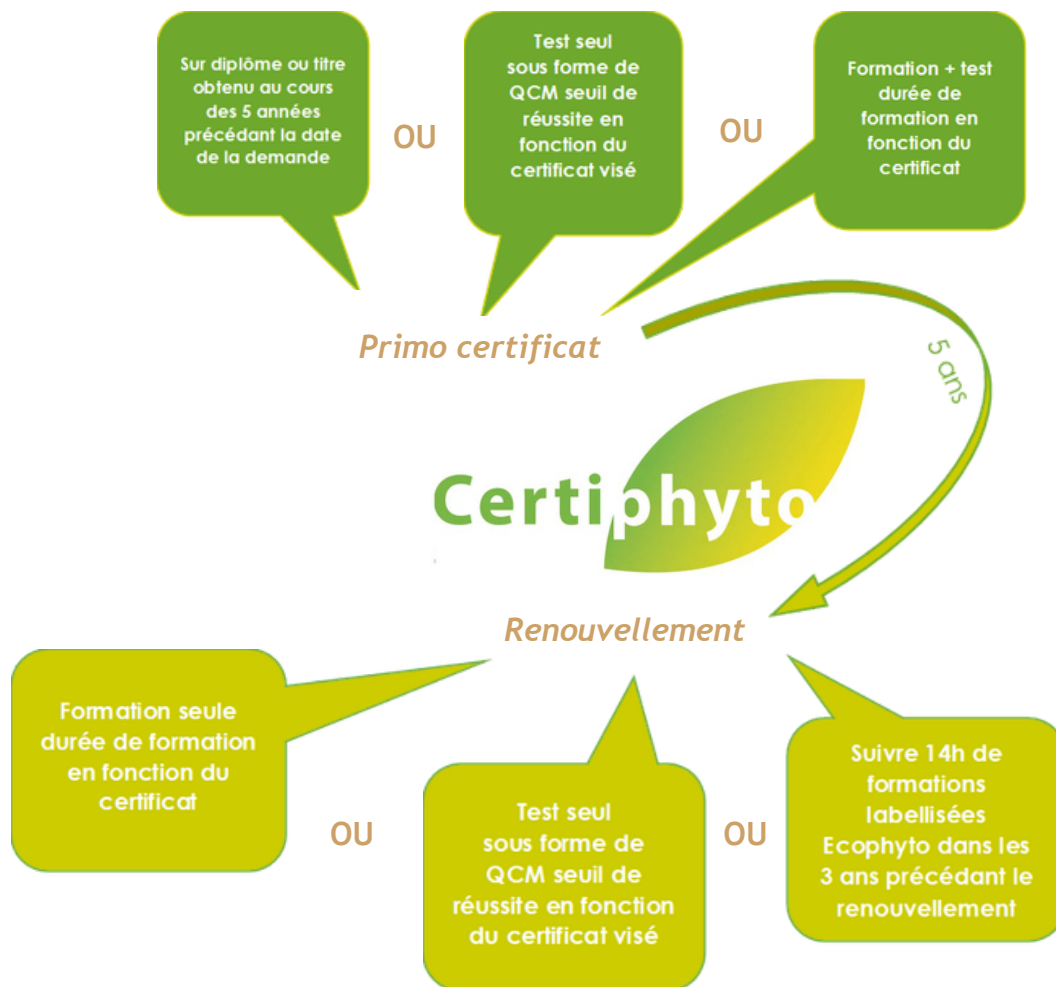 Sur diplôme ou titre
obtenu au cours
des 5 années
précédant la date
de la demande
OU
Test seul
sous forme de
QCM seuil de
réussite en
fonction du
certificat visé
OU
Formation + test
durée de
formation en
fonction du
certificat
Primo certificat
5 ans
Certiphyto
Renouvellement
Formation seule
durée de formation
en fonction du
certificat
OU
Test seul
sous forme de
QCM seuil de
réussite en fonction
du certificat visé
OU
Suivre 14h de
formations
labellisées
Ecophyto dans les
3 ans précédant le
renouvellement